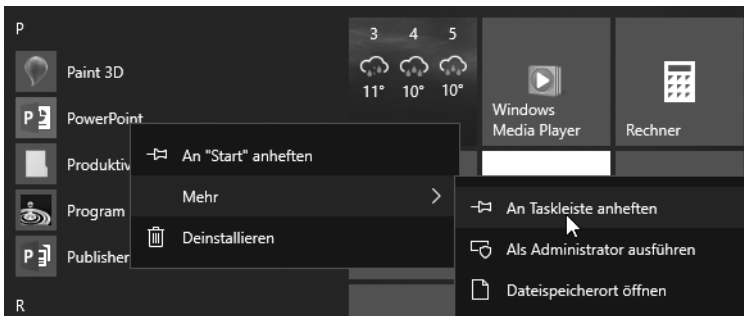 P
Paint 3D
PowerPoint
Produktiv
Program
Publisher
R
3 4 5
11° 10° 10°
Windows
Media Player
Rechner
An "Start" anheften
Mehr
Deinstallieren
An Taskleiste anheften
Als Administrator ausführen
Dateispeicherort öffnen